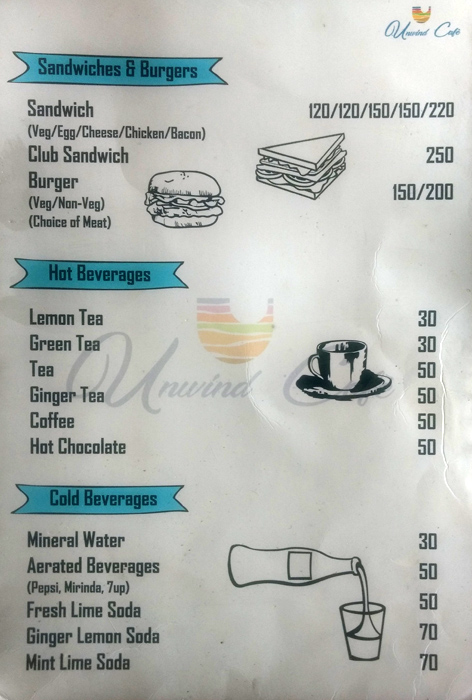 Unwind Café
Sandwiches & Burgers
Sandwich 120/120/150/150/220
(Veg/Egg/Cheese/Chicken/Bacon)
Club Sandwich 250
Burger 150/200
(Veg/Non-Veg)
(Choice of Meat)
Hot Beverages
Lemon Tea 30
Green Tea 30
Tea 50
Unwind Café
Ginger Tea 50
Coffee 50
Hot Chocolate 50
Cold Beverages
Mineral Water 30
Aerated Beverages 50
(Pepsi, Mirinda, 7up)
Fresh Lime Soda 50
Ginger Lemon Soda 70
Mint Lime Soda 70